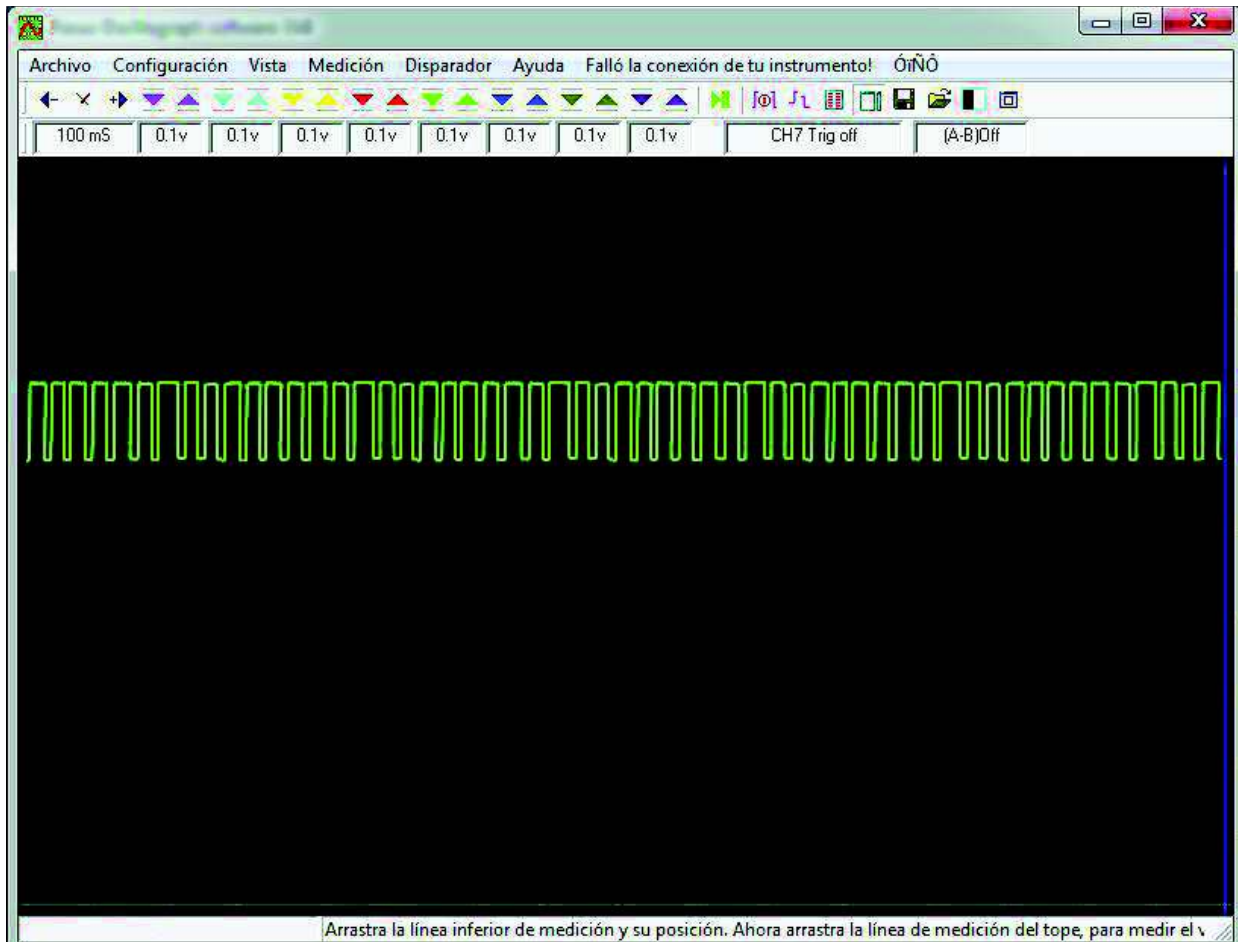 Archivo Configuración Vista Medición Disparador Ayuda Falló la conexión de tu instrumento! ÓïÑÔ
100 mS 0.1v 0.1v 0.1v 0.1v 0.1v 0.1v 0.1v 0.1v CH7 Trig off (A-B)Off
Arrastra la línea inferior de medición y su posición. Ahora arrastra la línea de medición del tope, para medir el